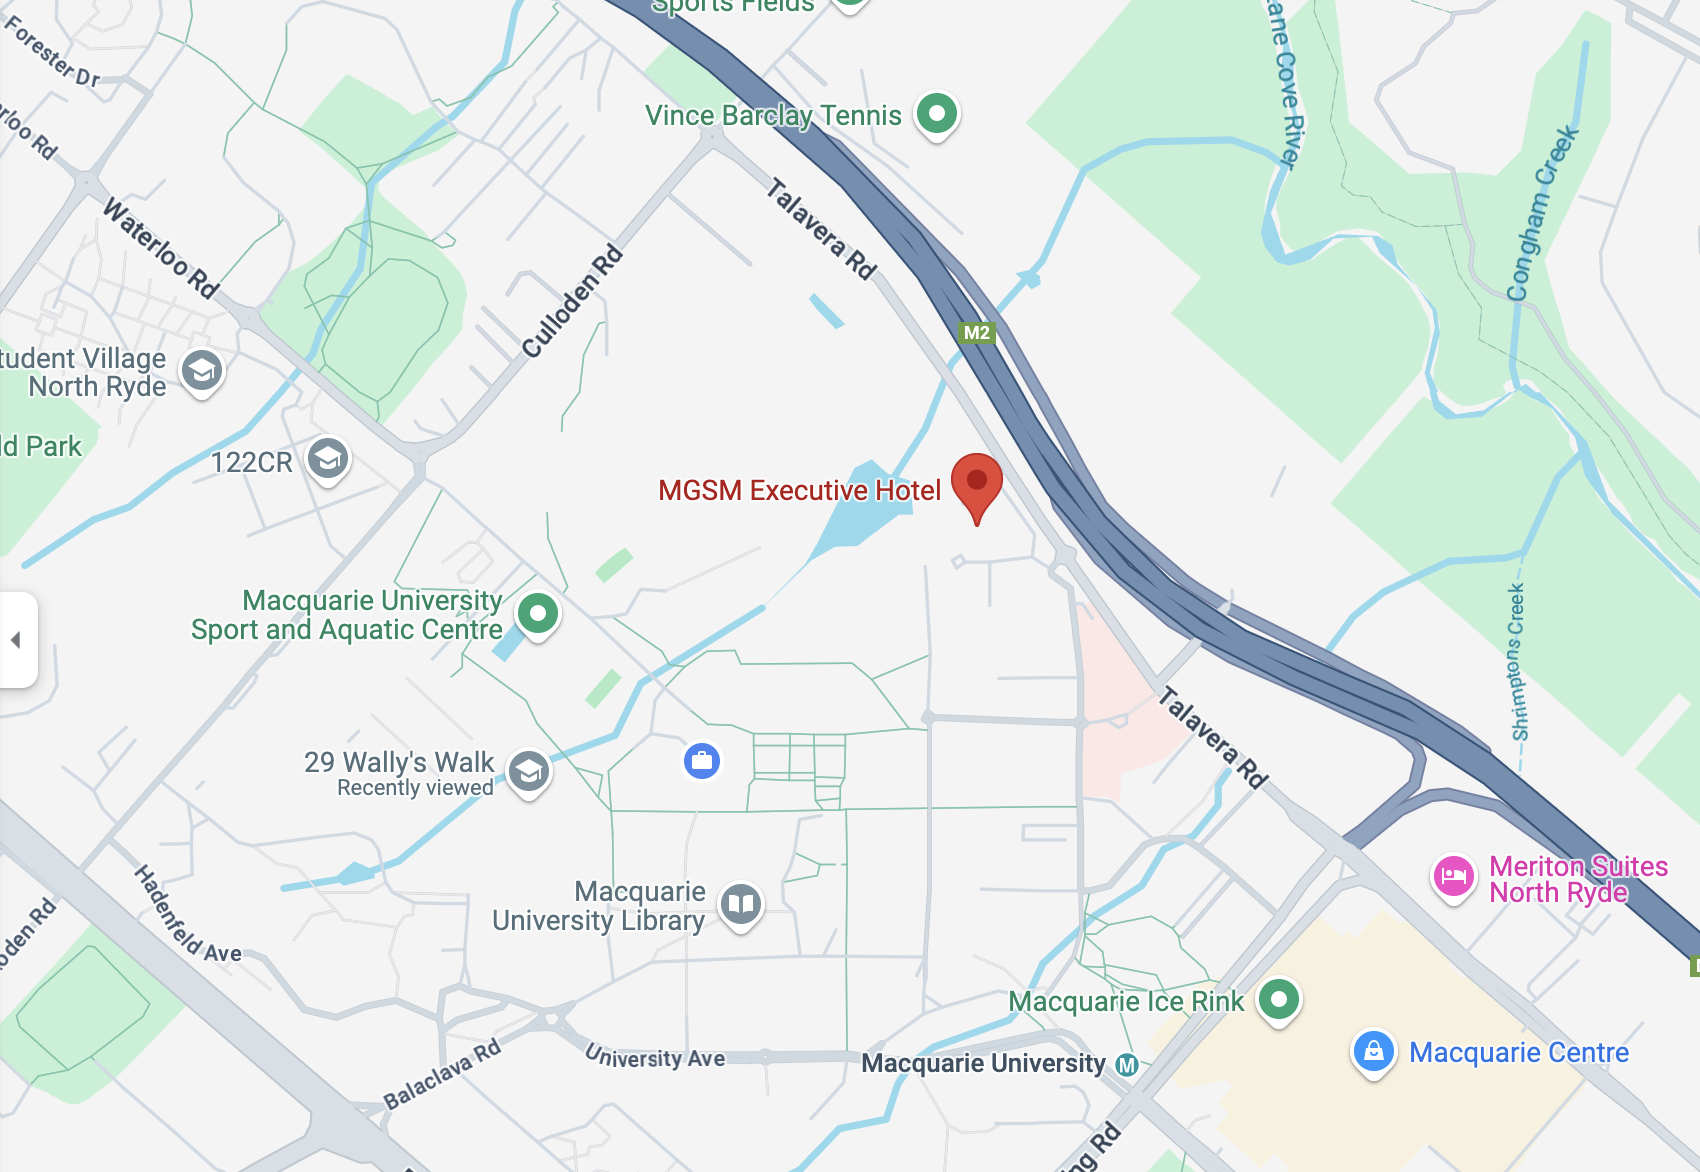 Sports Fields
Forester Dr
Lane Cove River
Vince Barclay Tennis
Congham Creek
Waterloo Rd
Talavera Rd
Culloden Rd
M2
tudent Village
North Ryde
ld Park
122CR
MGSM Executive Hotel
Macquarie University
Sport and Aquatic Centre
Shrimptons Creek
Talavera Rd
29 Wally's Walk
Recently viewed
Hadenfeld Ave
Meriton Suites
North Ryde
Macquarie
University Library
oden Rd
Macquarie Ice Rink
University Ave
Balaclava Rd
Macquarie University
M
Macquarie Centre
ng Rd
rloo Rd